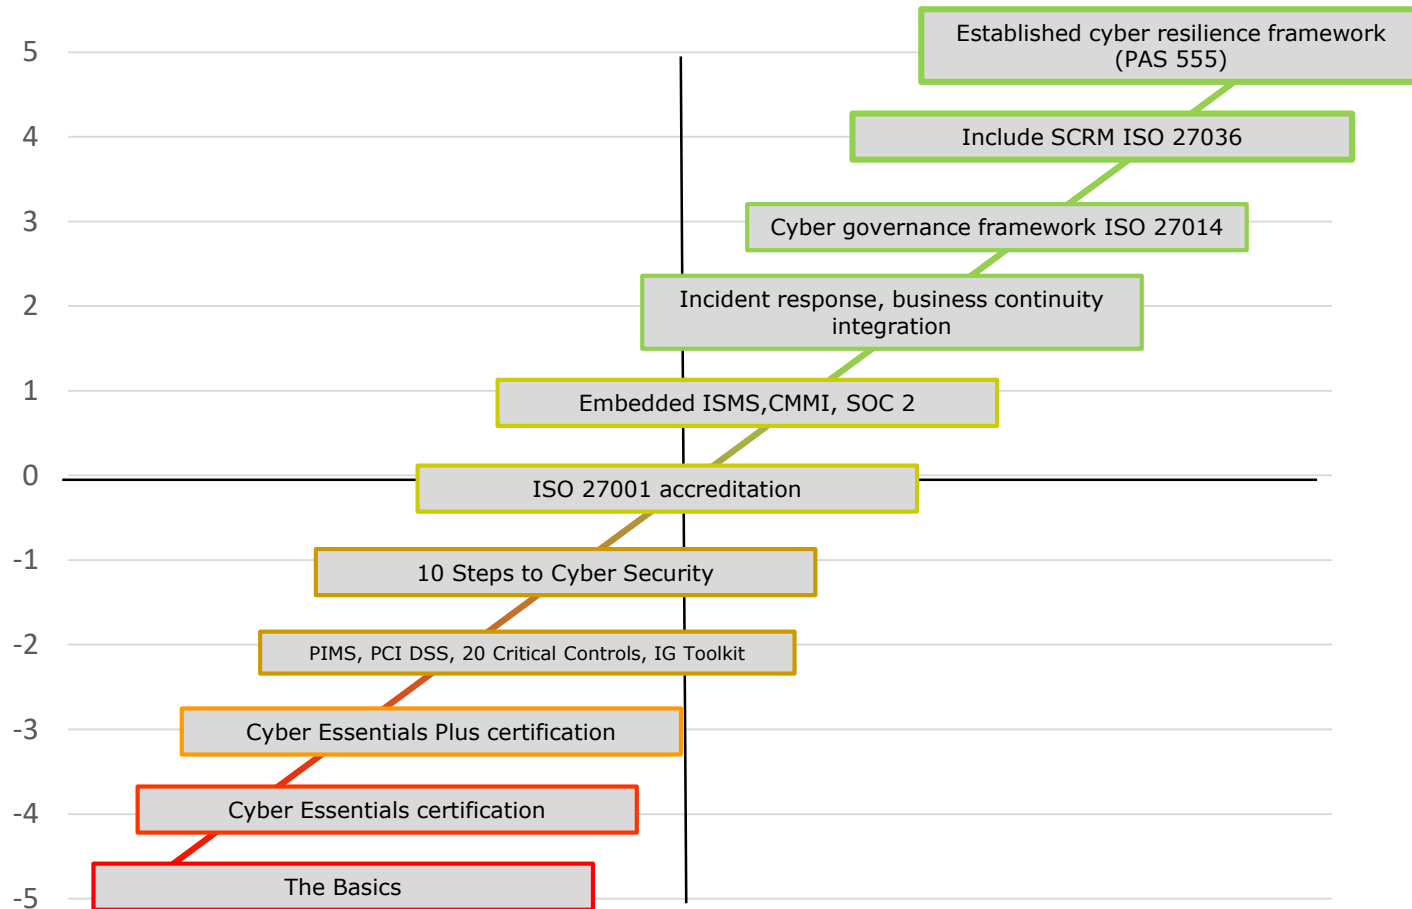 5
Established cyber resilience framework
(PAS 555)
4
Include SCRM ISO 27036
3
Cyber governance framework ISO 27014
2
Incident response, business continuity
integration
1
Embedded ISMS,CMMI, SOC 2
0
ISO 27001 accreditation
-1
10 Steps to Cyber Security
-2
PIMS, PCI DSS, 20 Critical Controls, IG Toolkit
-3
Cyber Essentials Plus certification
-4
Cyber Essentials certification
-5
The Basics